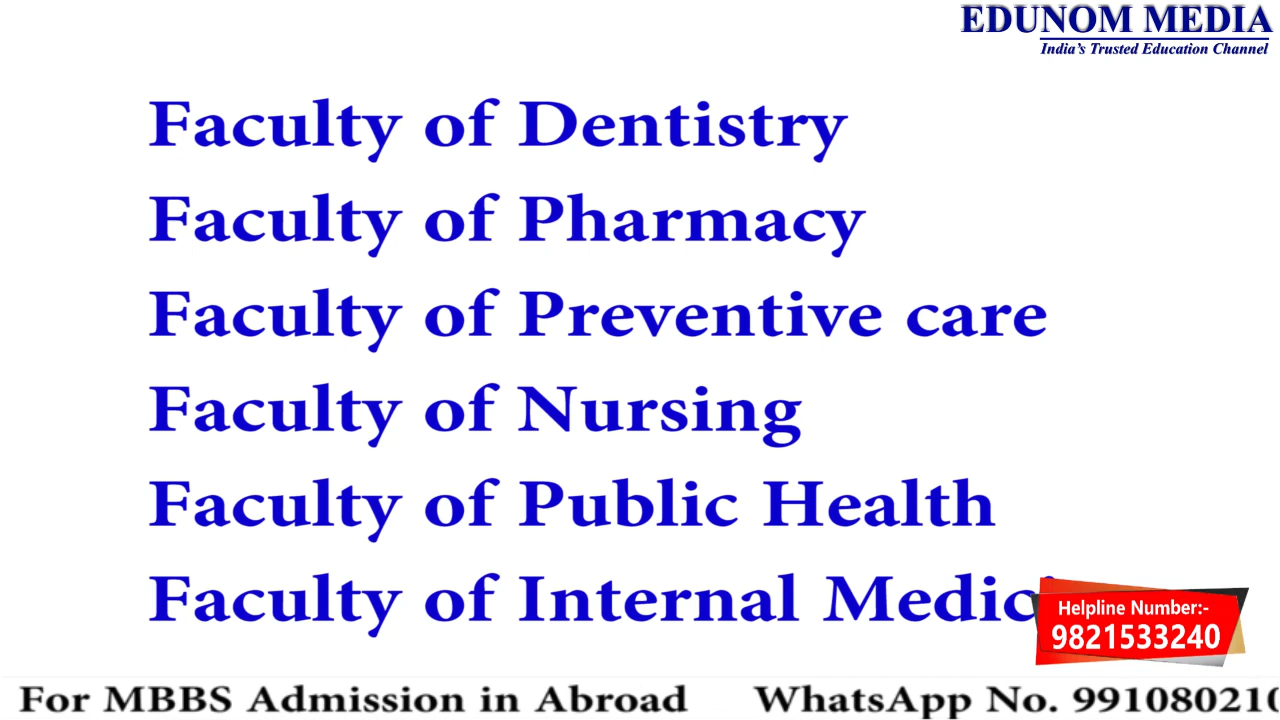 EDUNOM MEDIA
India's Trusted Education Channel
Faculty of Dentistry
Faculty of Pharmacy
Faculty of Preventive care
Faculty of Nursing
Faculty of Public Health
Faculty of Internal
Helpline Number:-
9821533240
For MBBS Admission in Abroad WhatsApp No.